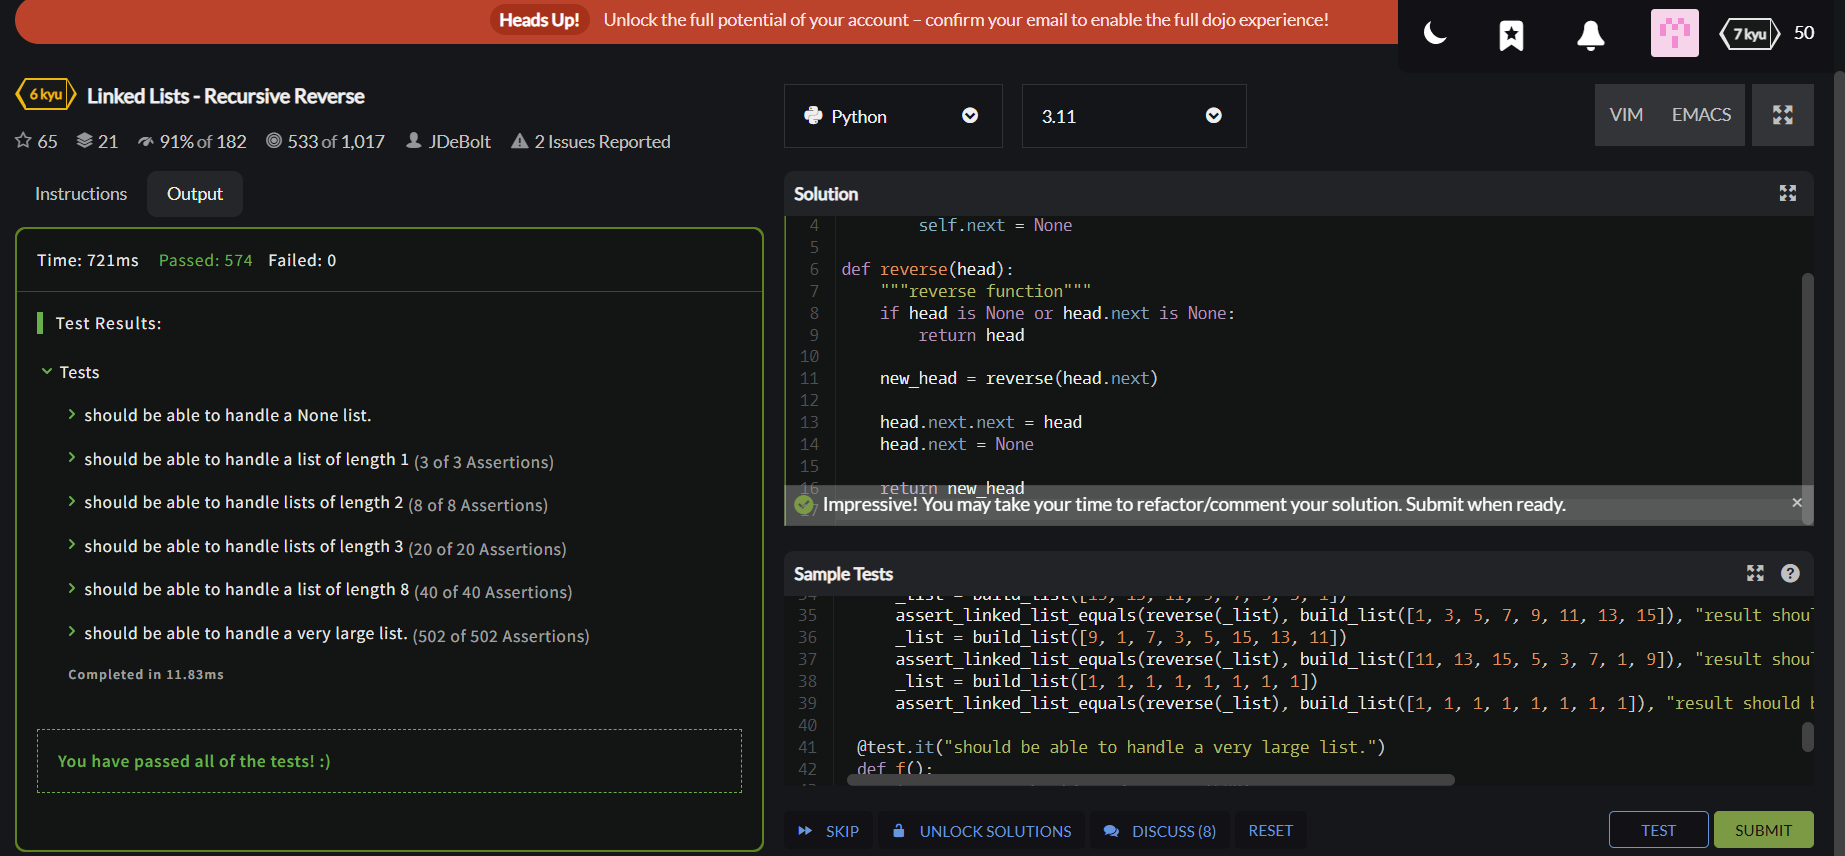 Heads Up! Unlock the full potential of your account – confirm your email to enable the full dojo experience!
7 kyu 50
6 kyu Linked Lists - Recursive Reverse
65 21 91% of 182 533 of 1,017 JDeBolt 2 Issues Reported
Instructions Output
Time: 721ms Passed: 574 Failed: 0
Test Results:
Tests
should be able to handle a None list.
should be able to handle a list of length 1 (3 of 3 Assertions)
should be able to handle lists of length 2 (8 of 8 Assertions)
should be able to handle lists of length 3 (20 of 20 Assertions)
should be able to handle a list of length 8 (40 of 40 Assertions)
should be able to handle a very large list. (502 of 502 Assertions)
Completed in 11.83ms
You have passed all of the tests! :)
Python 3.11 VIM EMACS
Solution
4 self.next = None
5
6 def reverse(head):
7 """reverse function"""
8 if head is None or head.next is None:
9 return head
10
11 new_head = reverse(head.next)
12
13 head.next.next = head
14 head.next = None
15
16 return new_head
17
Impressive! You may take your time to refactor/comment your solution. Submit when ready.
Sample Tests
34 _list = build_list([15, 13, 11, 9, 7, 5, 3, 1])
35 assert_linked_list_equals(reverse(_list), build_list([1, 3, 5, 7, 9, 11, 13, 15]), "result shou
36 _list = build_list([9, 1, 7, 3, 5, 15, 13, 11])
37 assert_linked_list_equals(reverse(_list), build_list([11, 13, 15, 5, 3, 7, 1, 9]), "result shou
38 _list = build_list([1, 1, 1, 1, 1, 1, 1, 1])
39 assert_linked_list_equals(reverse(_list), build_list([1, 1, 1, 1, 1, 1, 1, 1]), "result should b
40
41 @test.it("should be able to handle a very large list.")
42 def f():
SKIP UNLOCK SOLUTIONS DISCUSS (8) RESET TEST SUBMIT